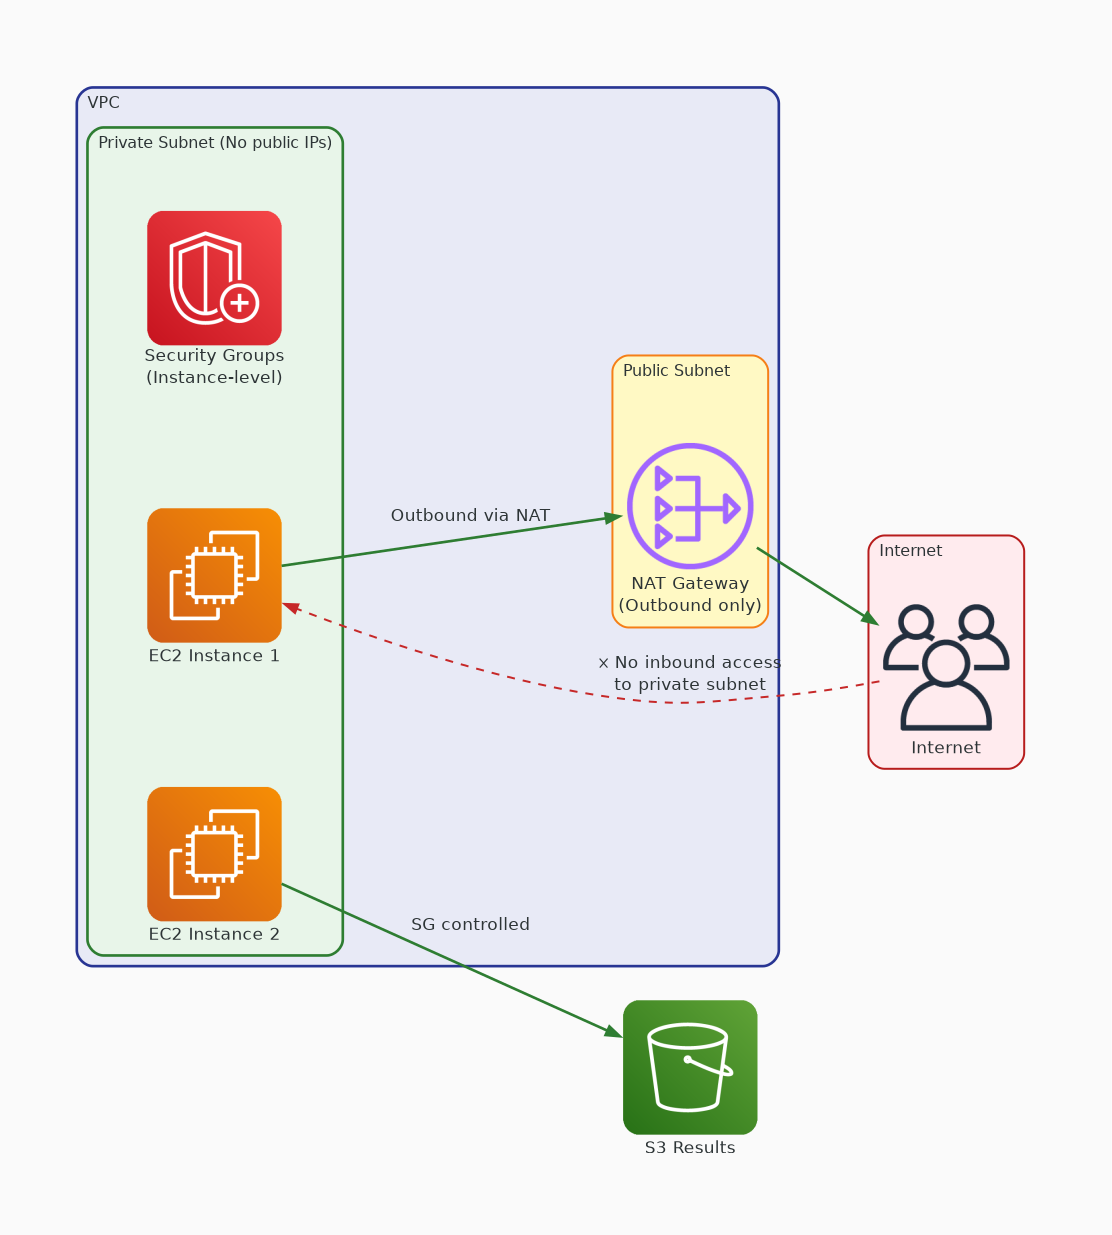 VPC
Private Subnet (No public IPs)
Security Groups
(Instance-level)
Public Subnet
Outbound via NAT
NAT Gateway
(Outbound only)
Internet
EC2 Instance 1
× No inbound access
to private subnet
Internet
EC2 Instance 2
SG controlled
S3 Results